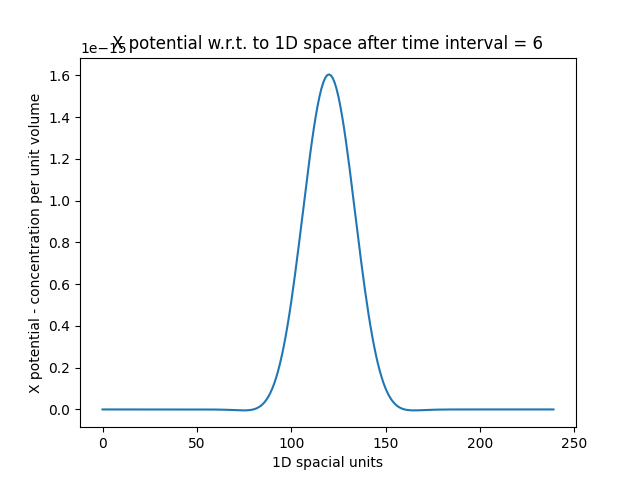 X potential w.r.t. to 1D space after time interval = 6
1e−15
1.6
1.4
1.2
1.0
0.8
0.6
0.4
0.2
0.0
X potential - concentration per unit volume
0 50 100 150 200 250
1D spacial units